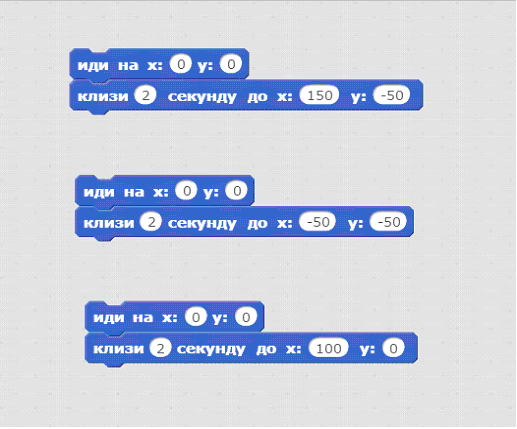 иди на x: 0 y: 0
клизи 2 секунду до x: 150 y: -50
иди на x: 0 y: 0
клизи 2 секунду до x: -50 y: -50
иди на x: 0 y: 0
клизи 2 секунду до x: 100 y: 0